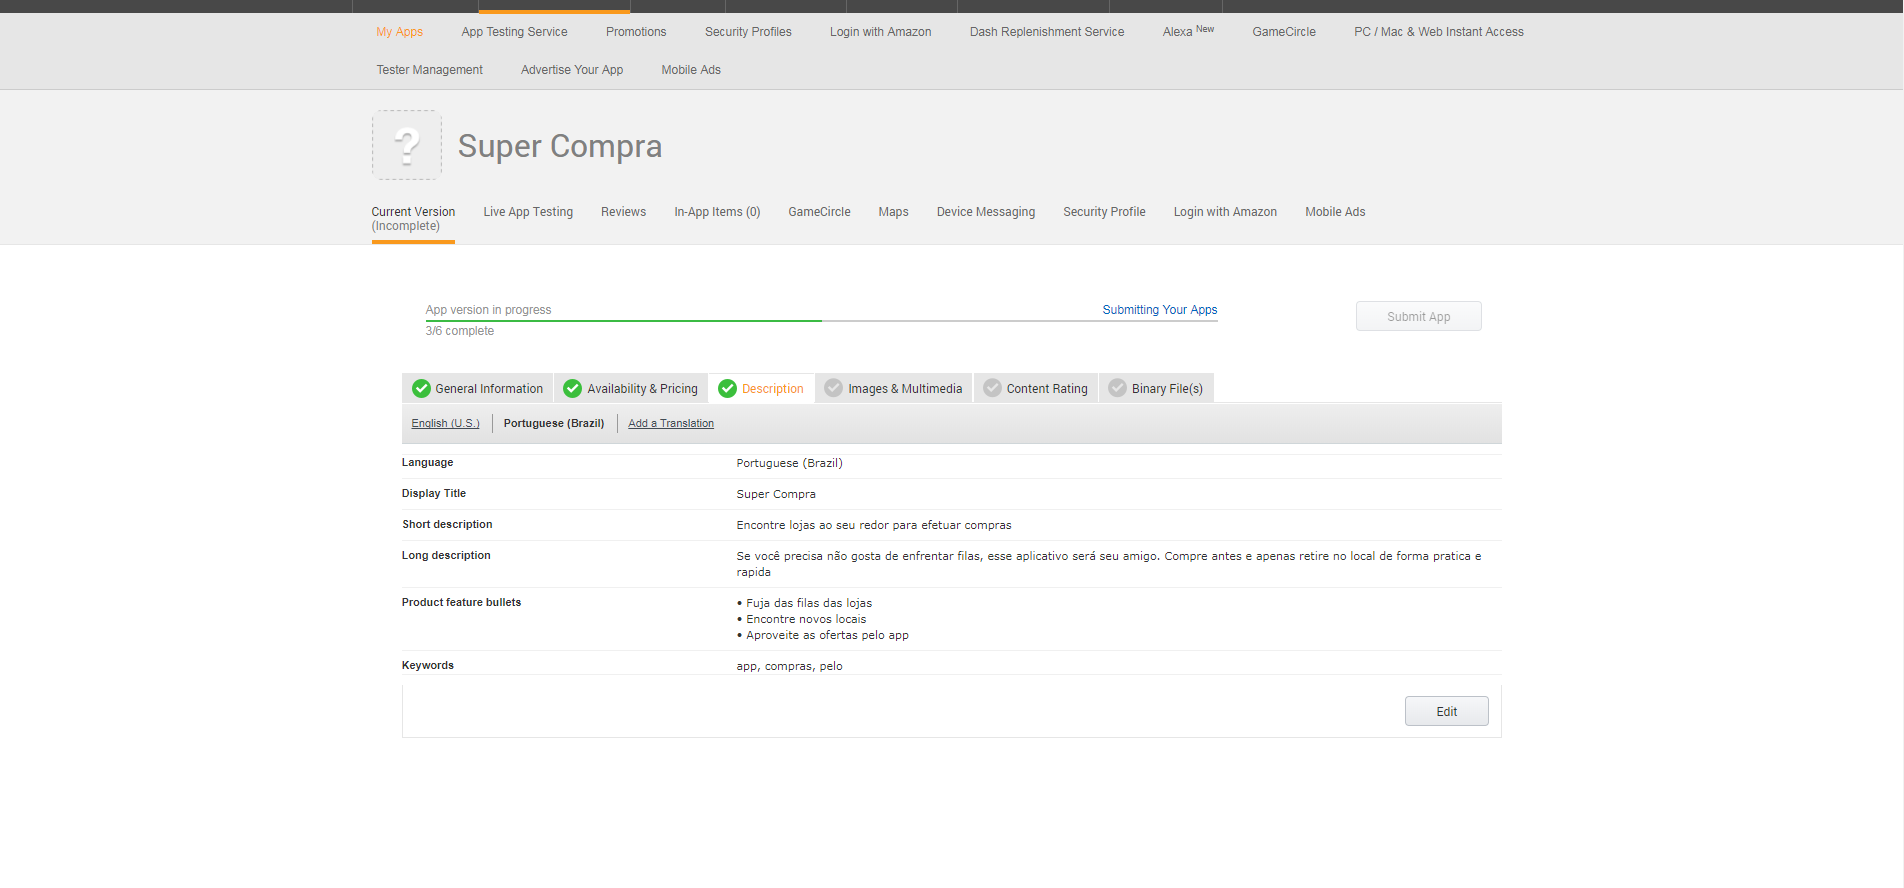 My Apps App Testing Service Promotions Security Profiles Login with Amazon Dash Replenishment Service Alexa New GameCircle PC / Mac & Web Instant Access
Tester Management Advertise Your App Mobile Ads
?
Super Compra
Current Version Live App Testing Reviews In-App Items (0) GameCircle Maps Device Messaging Security Profile Login with Amazon Mobile Ads
(Incomplete)
App version in progress Submitting Your Apps
Submit App
3/6 complete
General Information Availability & Pricing Description Images & Multimedia Content Rating Binary File(s)
English (U.S.) Portuguese (Brazil) Add a Translation
Language Portuguese (Brazil)
Display Title Super Compra
Short description Encontre lojas ao seu redor para efetuar compras
Long description Se você precisa não gosta de enfrentar filas, esse aplicativo será seu amigo. Compre antes e apenas retire no local de forma pratica e
rapida
Product feature bullets • Fuja das filas das lojas
• Encontre novos locais
• Aproveite as ofertas pelo app
Keywords app, compras, pelo
Edit